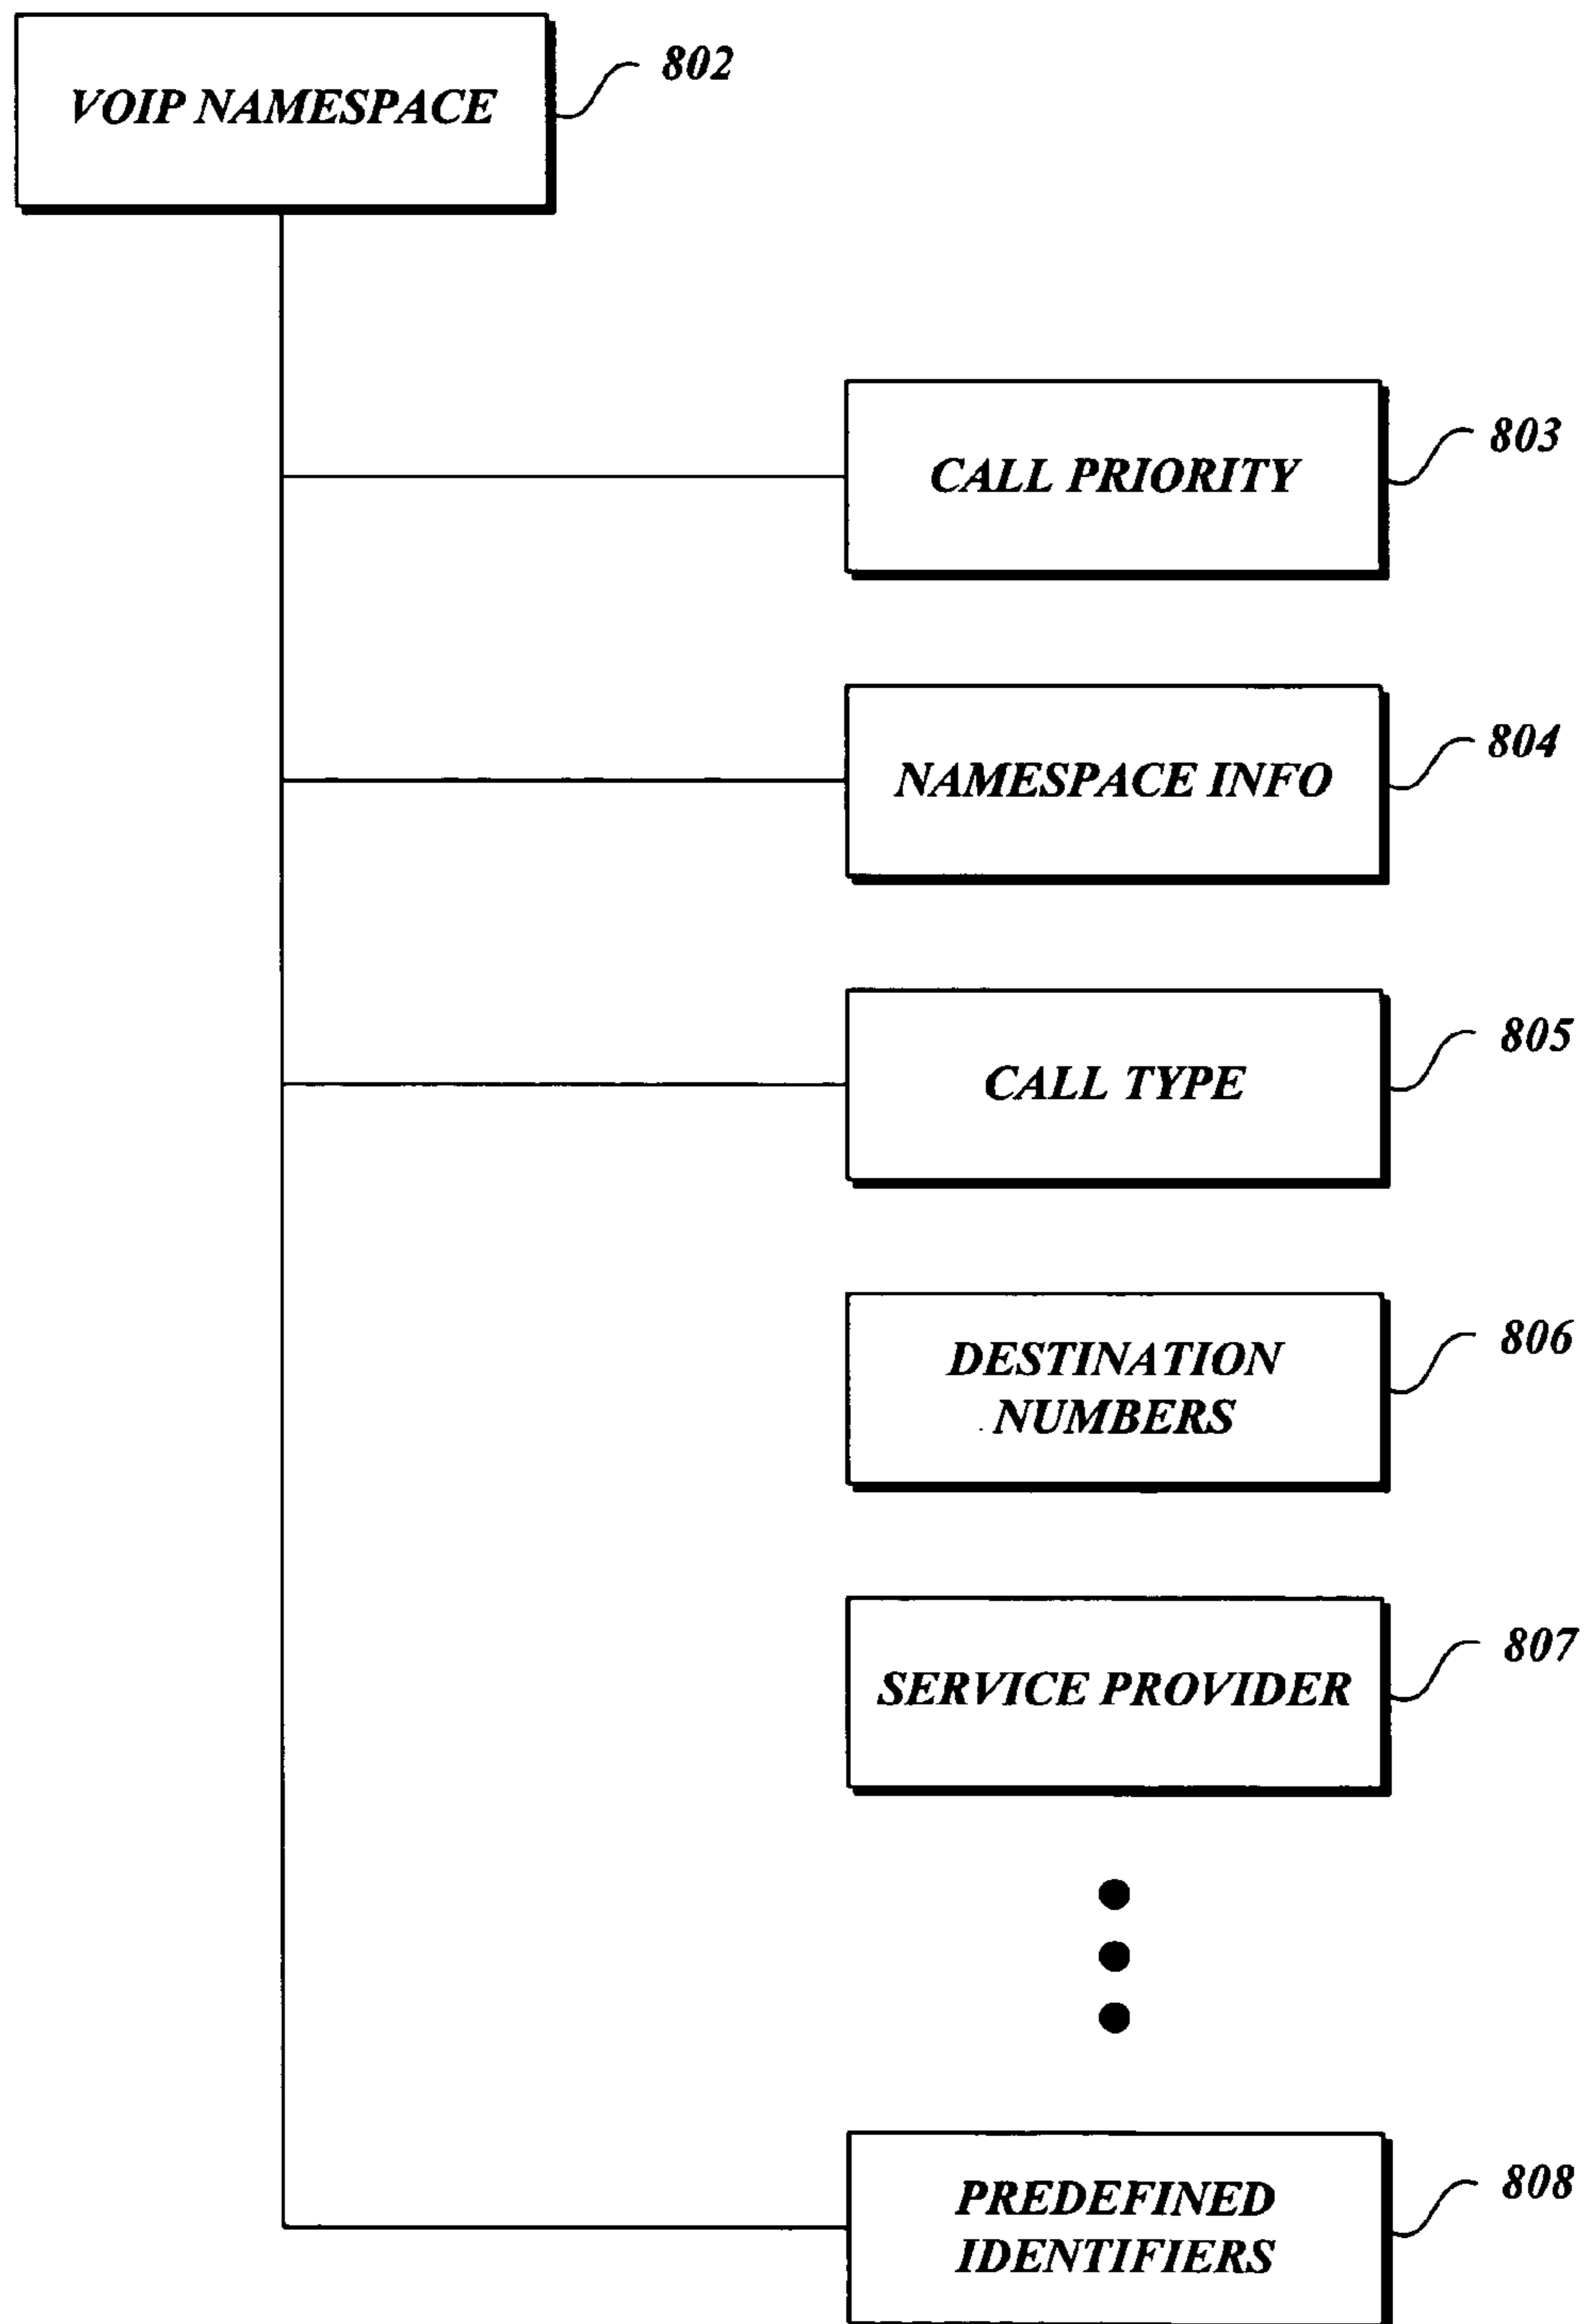 VOIP NAMESPACE
802
CALL PRIORITY
803
NAMESPACE INFO
804
CALL TYPE
805
DESTINATION
NUMBERS
806
SERVICE PROVIDER
807
PREDEFINED
IDENTIFIERS
808